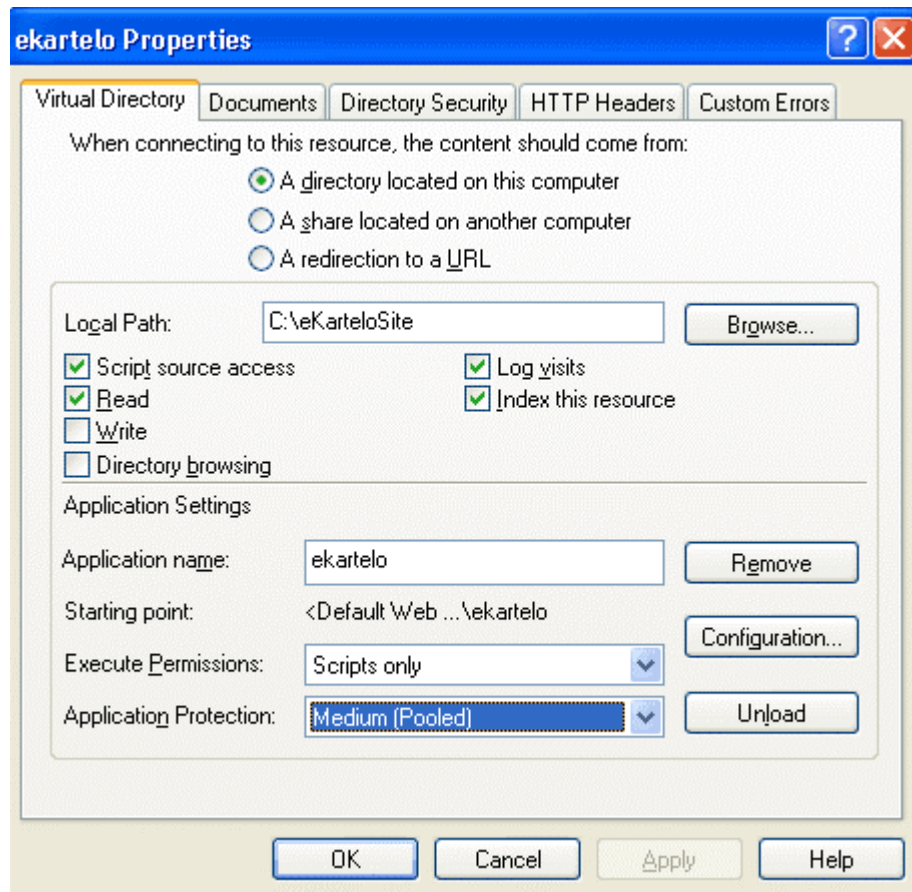 ekartelo Properties
Virtual Directory Documents Directory Security HTTP Headers Custom Errors
When connecting to this resource, the content should come from:
A directory located on this computer
A share located on another computer
A redirection to a URL
Local Path: C:\eKarteloSite Browse...
Script source access Log visits
Read Index this resource
Write
Directory browsing
Application Settings
Application name: ekartelo Remove
Starting point: <Default Web ...\ekartelo
Configuration...
Execute Permissions: Scripts only
Application Protection: Medium (Pooled) Unload
OK Cancel Apply Help